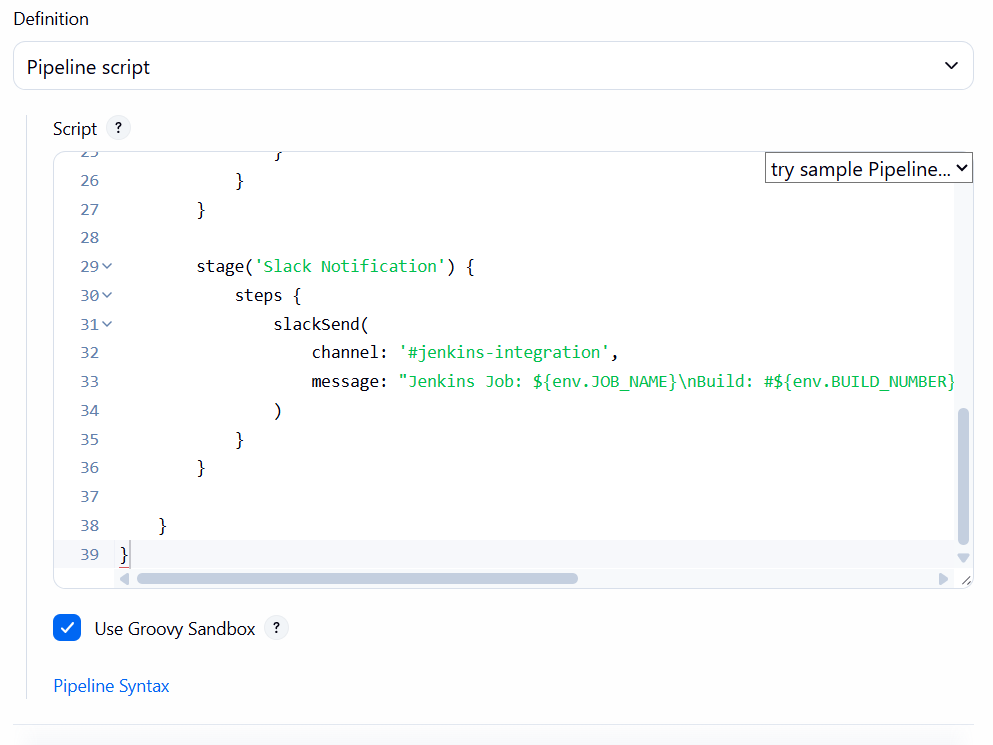 Definition
Pipeline script
Script ?
try sample Pipeline...
25                 }
26             }
27         }
28
29         stage('Slack Notification') {
30             steps {
31                 slackSend(
32                     channel: '#jenkins-integration',
33                     message: "Jenkins Job: ${env.JOB_NAME}\nBuild: #${env.BUILD_NUMBER}
34                 )
35             }
36         }
37
38     }
39 }
Use Groovy Sandbox ?
Pipeline Syntax